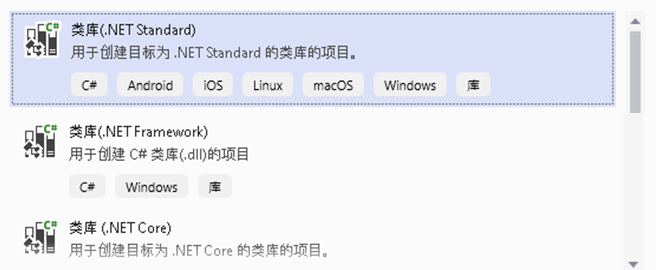 类库(.NET Standard)
用于创建目标为 .NET Standard 的类库的项目。
C# Android iOS Linux macOS Windows 库
类库(.NET Framework)
用于创建 C# 类库(.dll)的项目
C# Windows 库
类库 (.NET Core)
用于创建目标为 .NET Core 的类库的项目。